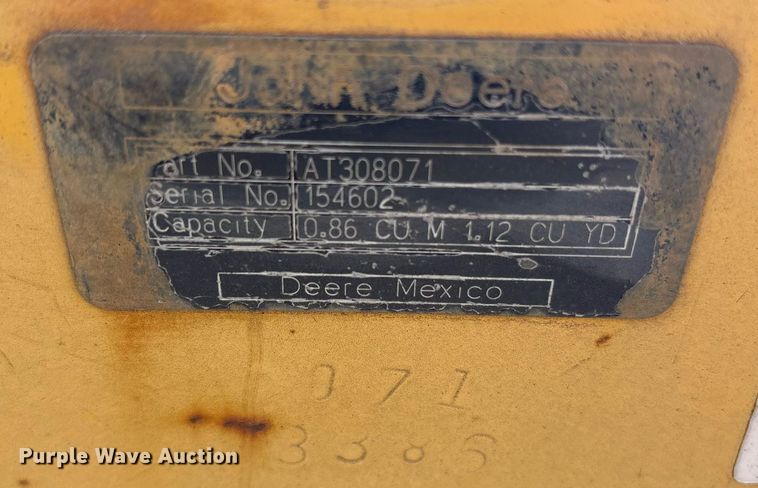 John Deere
Part No. AT308071
Serial No. 154602
Capacity 0.86 CU M 1.12 CU YD
Deere Mexico
071
Purple Wave Auction